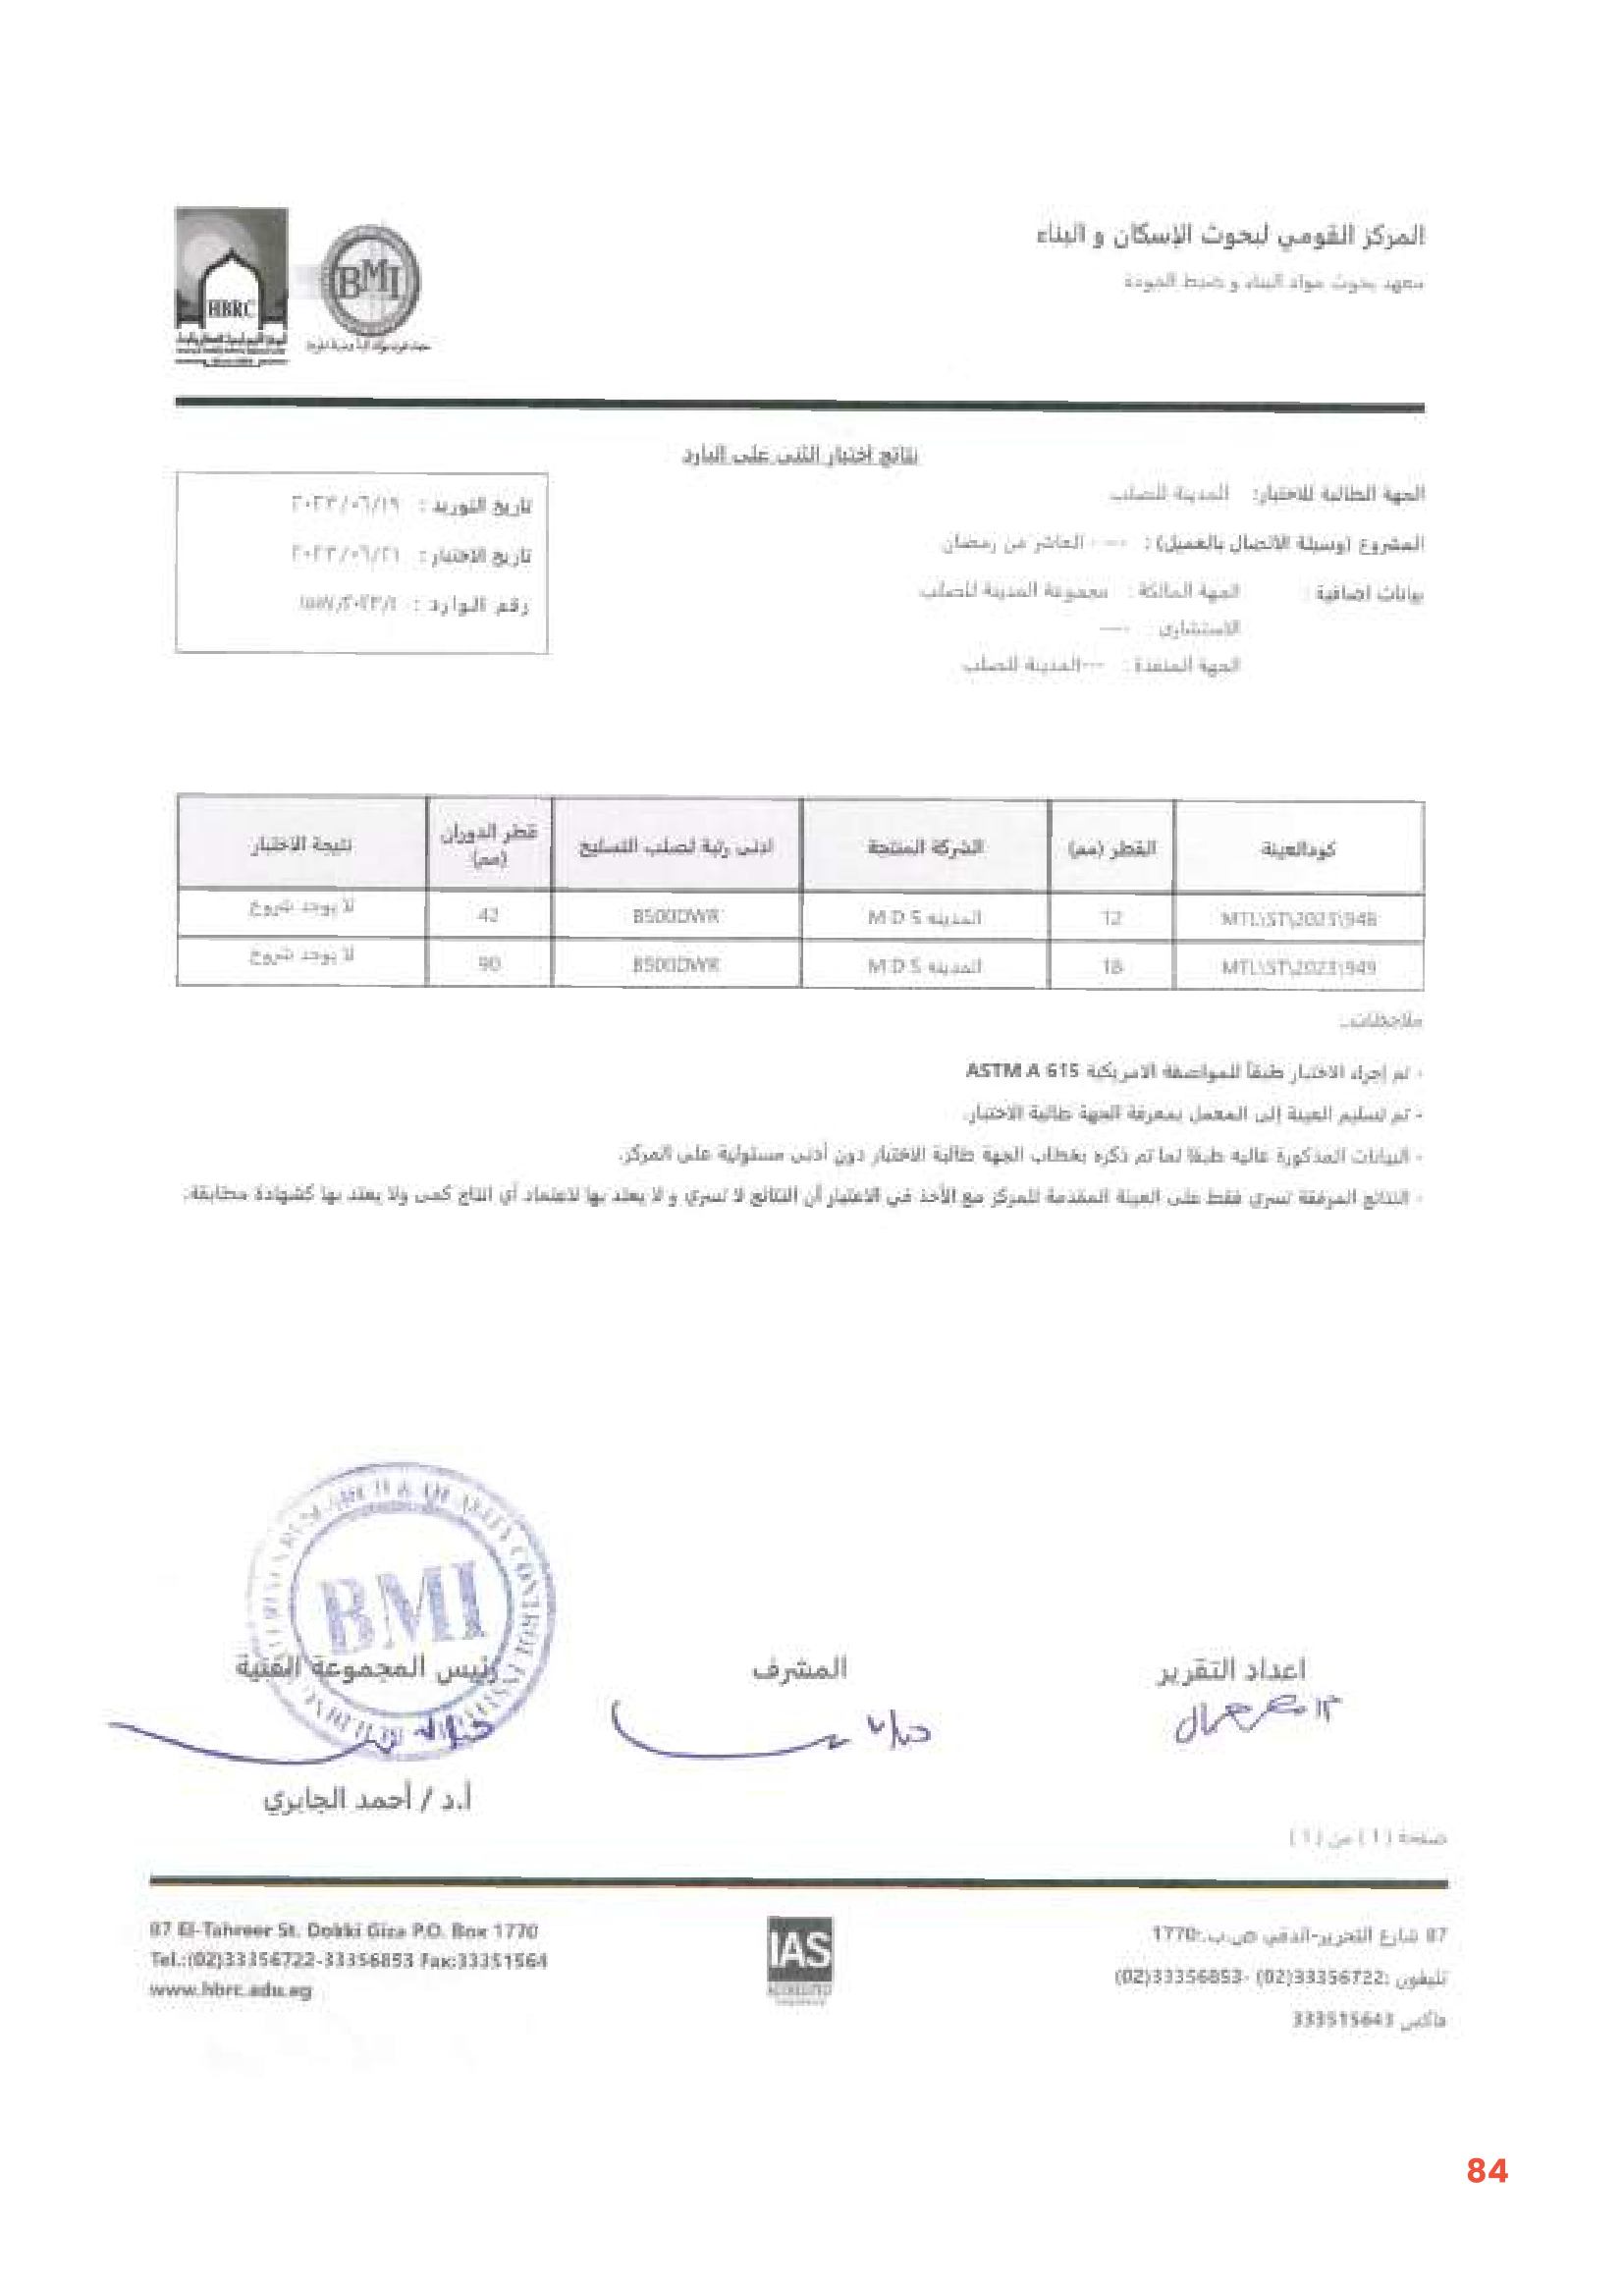 المركز القومي لبحوث الإسكان و البناء
معهد بحوث مواد البناء و ضبط الجودة
HBRC
BMI
نتائج اختبار الثني على البارد
الجهة الطالبة للاختبار: المدينة للصلب
المشروع (وسيلة الاتصال بالعميل) : --- - العاشر من رمضان
بيانات اضافية : الجهة المالكة : مجموعة المدينة للصلب
الاستشارى : ----
الجهة المنفذة : ---المدينة للصلب
تاريخ التوريد : ٢٠٢٣/٠٦/١٩
تاريخ الاختبار : ٢٠٢٣/٠٦/٢١
رقم الوارد :
كودالعينة القطر (مم) الشركة المنتجة ادنى رتبة لصلب التسليح قطر الدوران (مم) نتيجة الاختبار
MTL\ST\2023\948 12 المدينة M D S B500DWR 42 لا يوجد شروخ
MTL\ST\2023\949 18 المدينة M D S B500DWR 90 لا يوجد شروخ
ملاحظات..
- تم إجراء الاختبار طبقاً للمواصفة الامريكية ASTM A 615
- تم تسليم العينة إلى المعمل بمعرفة الجهة طالبة الاختبار.
- البيانات المذكورة عاليه طبقا لما تم ذكره بخطاب الجهة طالبة الاختبار دون أدنى مسئولية على المركز.
- النتائج المرفقة تسري فقط على العينة المقدمة للمركز مع الأخذ في الاعتبار أن النتائج لا تسري و لا يعتد بها لاعتماد أي انتاج كمى ولا يعتد بها كشهادة مطابقة.
BMI
اعداد التقرير المشرف رئيس المجموعة الفنية
أ.د / أحمد الجابري
صفحة ( 1 ) من ( 1 )
87 El-Tahreer St. Dokki Giza P.O. Box 1770
Tel.:(02)33356722-33356853 Fax:33351564
www.hbrc.edu.eg
IAS
ACCREDITED
87 شارع التحرير-الدقي ص.ب.:1770
تليفون :33356722(02) -33356853(02)
فاكس 333515643
84